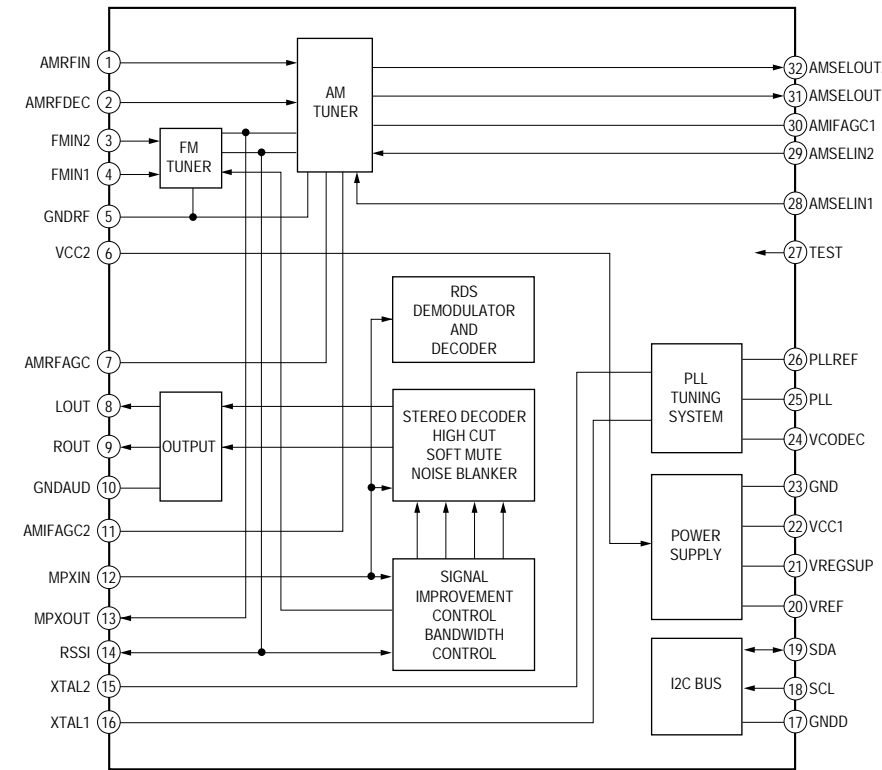 AMRFIN 1
AMRFDEC 2
FMIN2 3
FMIN1 4
GNDRF 5
VCC2 6
AMRFAGC 7
LOUT 8
ROUT 9
GNDAUD 10
AMIFAGC2 11
MPXIN 12
MPXOUT 13
RSSI 14
XTAL2 15
XTAL1 16
AM
TUNER
FM
TUNER
RDS
DEMODULATOR
AND
DECODER
OUTPUT
STEREO DECODER
HIGH CUT
SOFT MUTE
NOISE BLANKER
SIGNAL
IMPROVEMENT
CONTROL
BANDWIDTH
CONTROL
PLL
TUNING
SYSTEM
POWER
SUPPLY
I2C BUS
32 AMSELOUT
31 AMSELOUT
30 AMIFAGC1
29 AMSELIN2
28 AMSELIN1
27 TEST
26 PLLREF
25 PLL
24 VCODEC
23 GND
22 VCC1
21 VREGSUP
20 VREF
19 SDA
18 SCL
17 GNDD